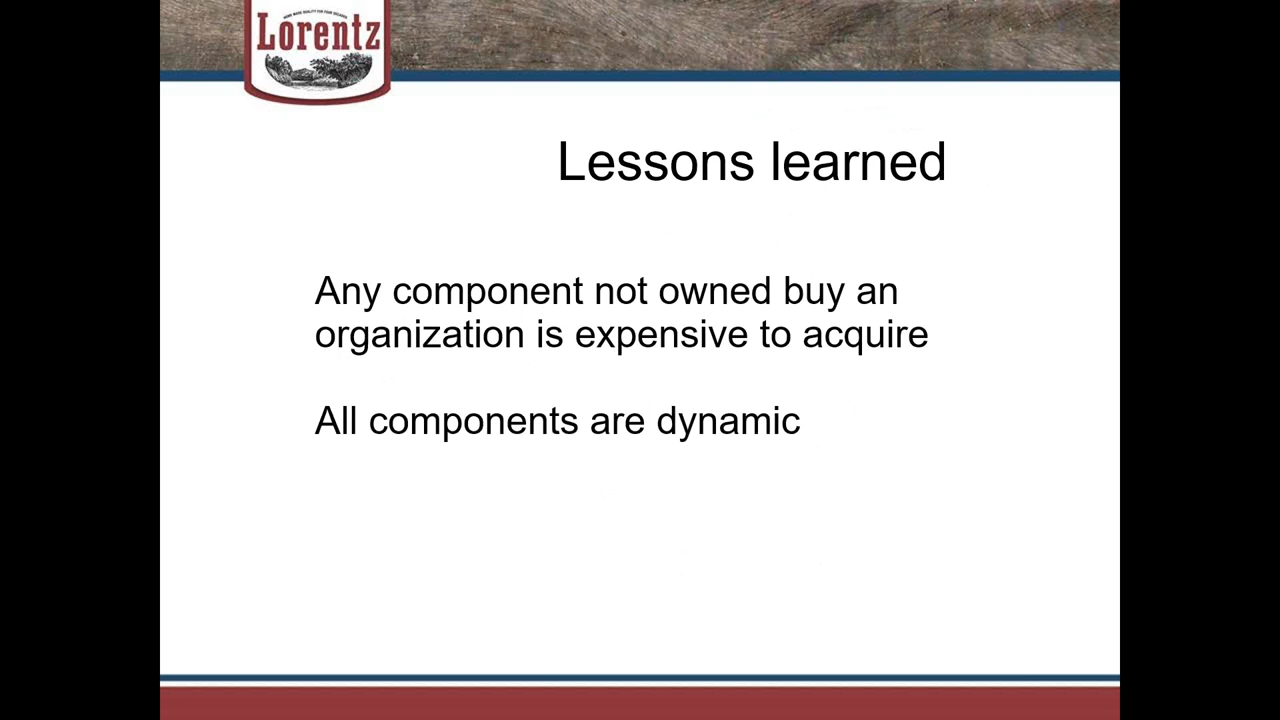 Lorentz
Lessons learned
Any component not owned buy an
organization is expensive to acquire
All components are dynamic